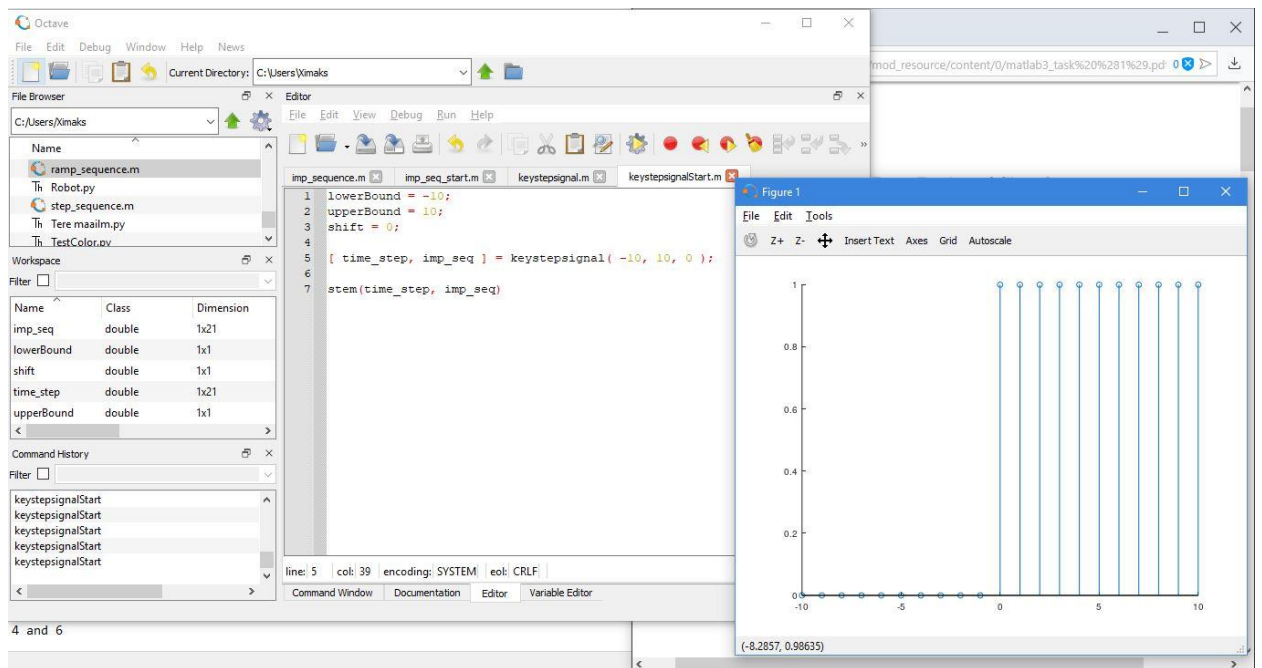 Octave
File Edit Debug Window Help News
Current Directory: C:\Users\Ximaks
File Browser
C:/Users/Ximaks
Name
ramp_sequence.m
Robot.py
step_sequence.m
Tere maailm.py
TestColor.py
Workspace
Filter
Name Class Dimension
imp_seq double 1x21
lowerBound double 1x1
shift double 1x1
time_step double 1x21
upperBound double 1x1
Command History
Filter
keystepsignalStart
keystepsignalStart
keystepsignalStart
keystepsignalStart
keystepsignalStart
Editor
File Edit View Debug Run Help
imp_sequence.m imp_seq_start.m keystepsignal.m keystepsignalStart.m
1 lowerBound = -10;
2 upperBound = 10;
3 shift = 0;
4
5 [ time_step, imp_seq ] = keystepsignal( -10, 10, 0 );
6
7 stem(time_step, imp_seq)
line: 5 col: 39 encoding: SYSTEM eol: CRLF
Command Window Documentation Editor Variable Editor
4 and 6
mod_resource/content/0/matlab3_task%20%281%29.pd 0
Figure 1
File Edit Tools
Z+ Z- Insert Text Axes Grid Autoscale
1
0.8
0.6
0.4
0.2
0
-10 -5 0 5 10
(-8.2857, 0.98635)